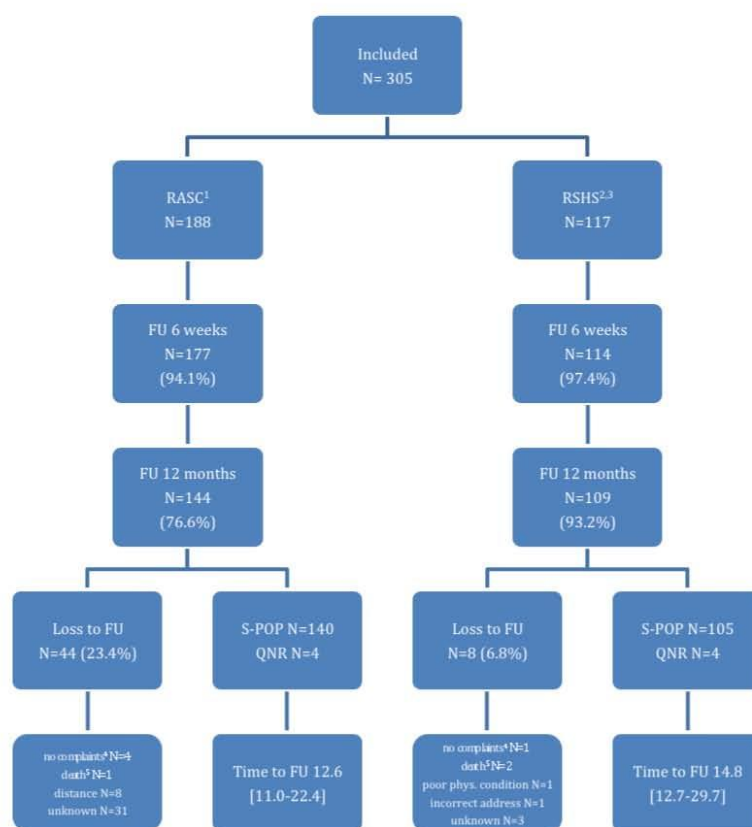 Included
N= 305
RASC¹
N=188
RSHS²,³
N=117
FU 6 weeks
N=177
(94.1%)
FU 6 weeks
N=114
(97.4%)
FU 12 months
N=144
(76.6%)
FU 12 months
N=109
(93.2%)
Loss to FU
N=44 (23.4%)
S-POP N=140
QNR N=4
Loss to FU
N=8 (6.8%)
S-POP N=105
QNR N=4
no complaints⁴ N=4
death⁵ N=1
distance N=8
unknown N=31
Time to FU 12.6
[11.0-22.4]
no complaints⁴ N=1
death⁵ N=2
poor phys. condition N=1
incorrect address N=1
unknown N=3
Time to FU 14.8
[12.7-29.7]